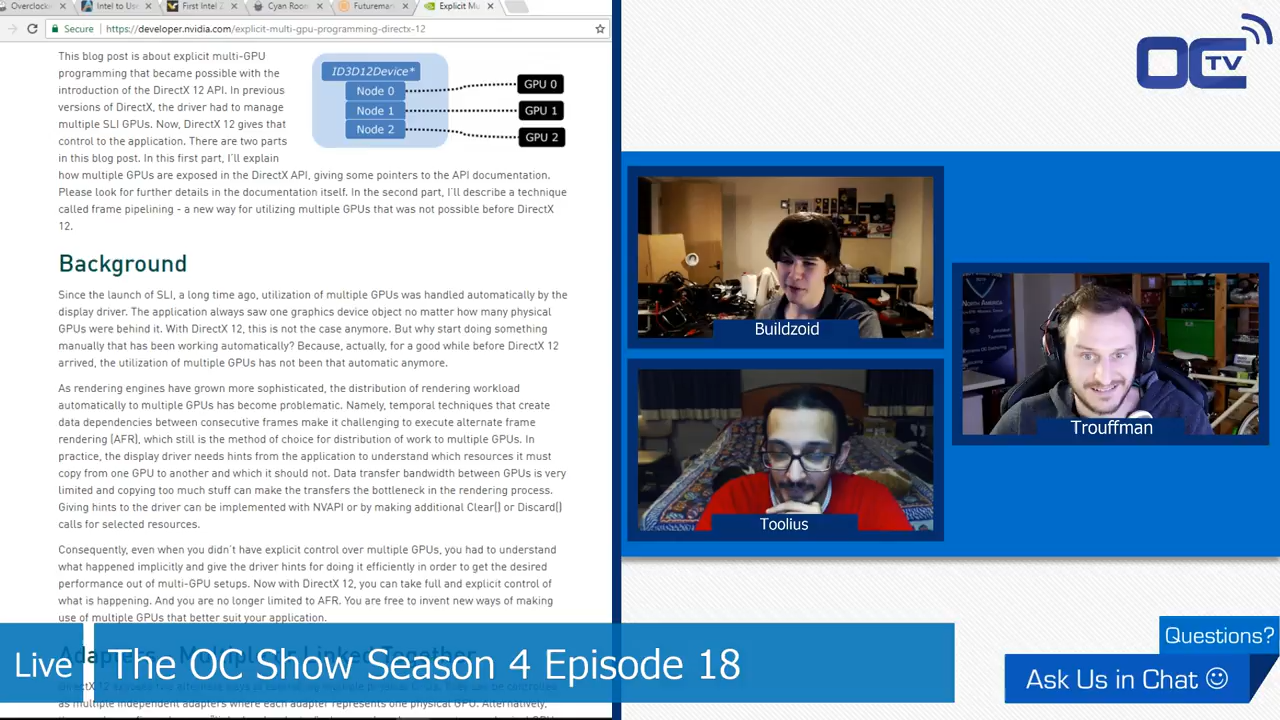 Overclocke
Intel to Use
First Intel Z
Cyan Room
Futuremar
Explicit Mu
Secure
https://developer.nvidia.com/explicit-multi-gpu-programming-directx-12
This blog post is about explicit multi-GPU
programming that became possible with the
introduction of the DirectX 12 API. In previous
versions of DirectX, the driver had to manage
multiple SLI GPUs. Now, DirectX 12 gives that
control to the application. There are two parts
in this blog post. In this first part, I'll explain
how multiple GPUs are exposed in the DirectX API, giving some pointers to the API documentation.
Please look for further details in the documentation itself. In the second part, I'll describe a technique
called frame pipelining - a new way for utilizing multiple GPUs that was not possible before DirectX
12.
ID3D12Device*
Node 0
Node 1
Node 2
GPU 0
GPU 1
GPU 2
Background
Since the launch of SLI, a long time ago, utilization of multiple GPUs was handled automatically by the
display driver. The application always saw one graphics device object no matter how many physical
GPUs were behind it. With DirectX 12, this is not the case anymore. But why start doing something
manually that has been working automatically? Because, actually, for a good while before DirectX 12
arrived, the utilization of multiple GPUs has not been that automatic anymore.
As rendering engines have grown more sophisticated, the distribution of rendering workload
automatically to multiple GPUs has become problematic. Namely, temporal techniques that create
data dependencies between consecutive frames make it challenging to execute alternate frame
rendering (AFR), which still is the method of choice for distribution of work to multiple GPUs. In
practice, the display driver needs hints from the application to understand which resources it must
copy from one GPU to another and which it should not. Data transfer bandwidth between GPUs is very
limited and copying too much stuff can make the transfers the bottleneck in the rendering process.
Giving hints to the driver can be implemented with NVAPI or by making additional Clear() or Discard()
calls for selected resources.
Consequently, even when you didn't have explicit control over multiple GPUs, you had to understand
what happened implicitly and give the driver hints for doing it efficiently in order to get the desired
performance out of multi-GPU setups. Now with DirectX 12, you can take full and explicit control of
what is happening. And you are no longer limited to AFR. You are free to invent new ways of making
use of multiple GPUs that better suit your application.
Live
The OC Show Season 4 Episode 18
OC TV
Buildzoid
Toolius
Trouffman
Questions?
Ask Us in Chat ☺